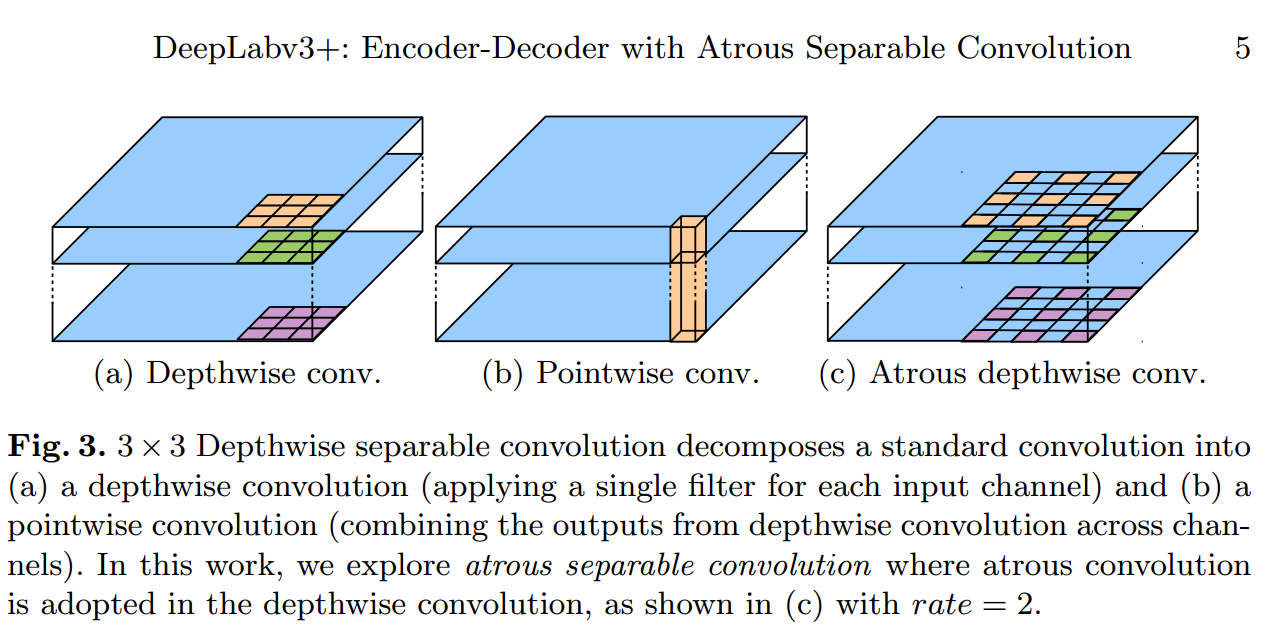 DeepLabv3+: Encoder-Decoder with Atrous Separable Convolution 5
(a) Depthwise conv. (b) Pointwise conv. (c) Atrous depthwise conv.
Fig. 3. 3 × 3 Depthwise separable convolution decomposes a standard convolution into
(a) a depthwise convolution (applying a single filter for each input channel) and (b) a
pointwise convolution (combining the outputs from depthwise convolution across chan-
nels). In this work, we explore atrous separable convolution where atrous convolution
is adopted in the depthwise convolution, as shown in (c) with rate = 2.